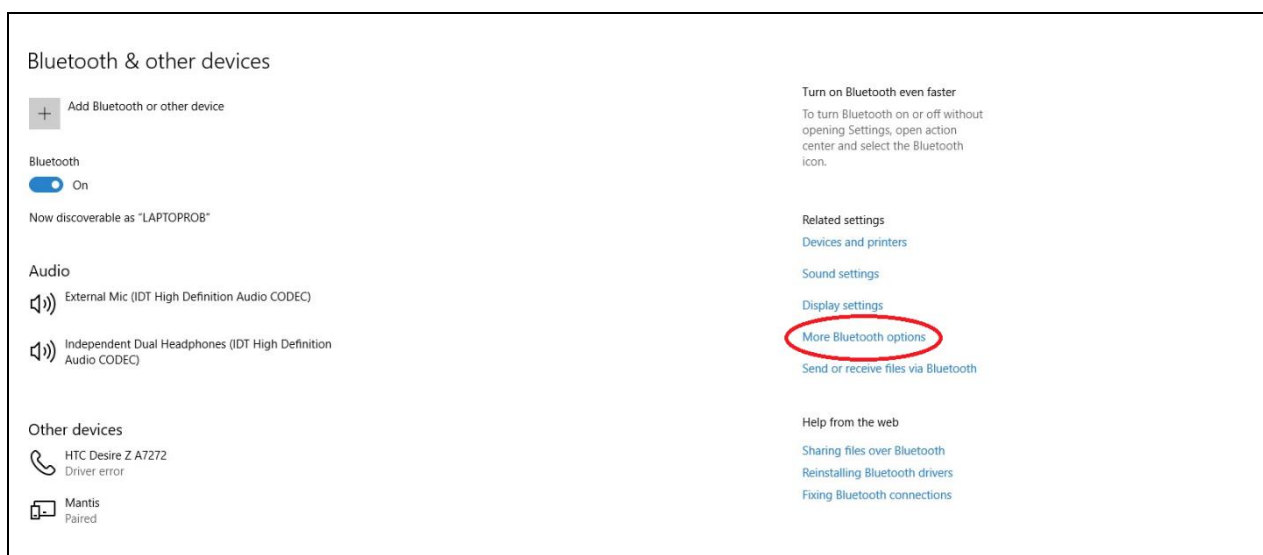 Bluetooth & other devices
Add Bluetooth or other device
Bluetooth
On
Now discoverable as “LAPTOPROB”
Audio
External Mic (IDT High Definition Audio CODEC)
Independent Dual Headphones (IDT High Definition
Audio CODEC)
Other devices
HTC Desire Z A7272
Driver error
Mantis
Paired
Turn on Bluetooth even faster
To turn Bluetooth on or off without
opening Settings, open action
center and select the Bluetooth
icon.
Related settings
Devices and printers
Sound settings
Display settings
More Bluetooth options
Send or receive files via Bluetooth
Help from the web
Sharing files over Bluetooth
Reinstalling Bluetooth drivers
Fixing Bluetooth connections